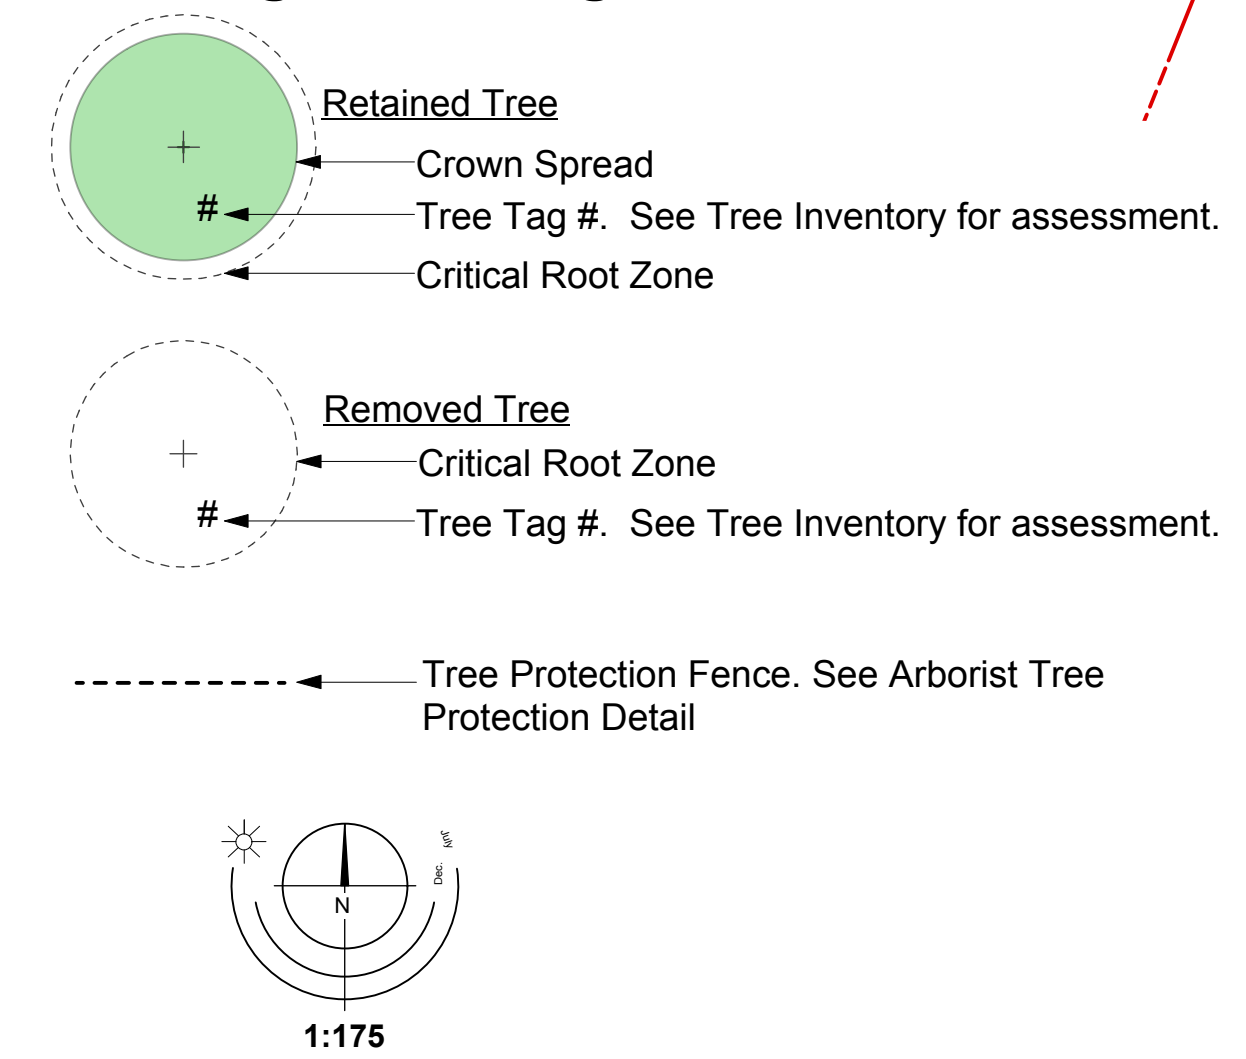 Retained Tree
Crown Spread
# Tree Tag #.  See Tree Inventory for assessment.
Critical Root Zone
Removed Tree
Critical Root Zone
# Tree Tag #.  See Tree Inventory for assessment.
Tree Protection Fence. See Arborist Tree
Protection Detail
July
Dec.
N
1:175